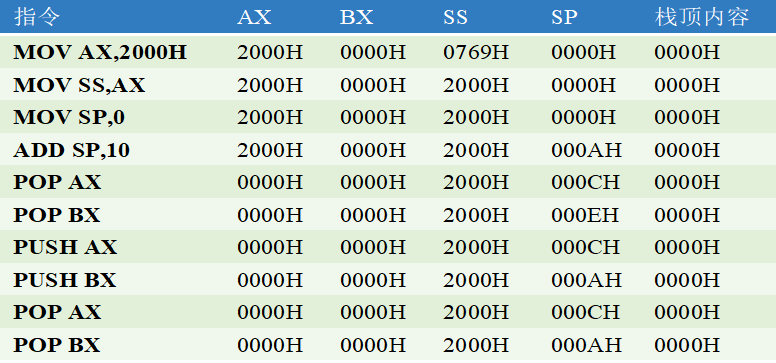 指令 AX BX SS SP 栈顶内容
MOV AX,2000H 2000H 0000H 0769H 0000H 0000H
MOV SS,AX 2000H 0000H 2000H 0000H 0000H
MOV SP,0 2000H 0000H 2000H 0000H 0000H
ADD SP,10 2000H 0000H 2000H 000AH 0000H
POP AX 0000H 0000H 2000H 000CH 0000H
POP BX 0000H 0000H 2000H 000EH 0000H
PUSH AX 0000H 0000H 2000H 000CH 0000H
PUSH BX 0000H 0000H 2000H 000AH 0000H
POP AX 0000H 0000H 2000H 000CH 0000H
POP BX 0000H 0000H 2000H 000AH 0000H